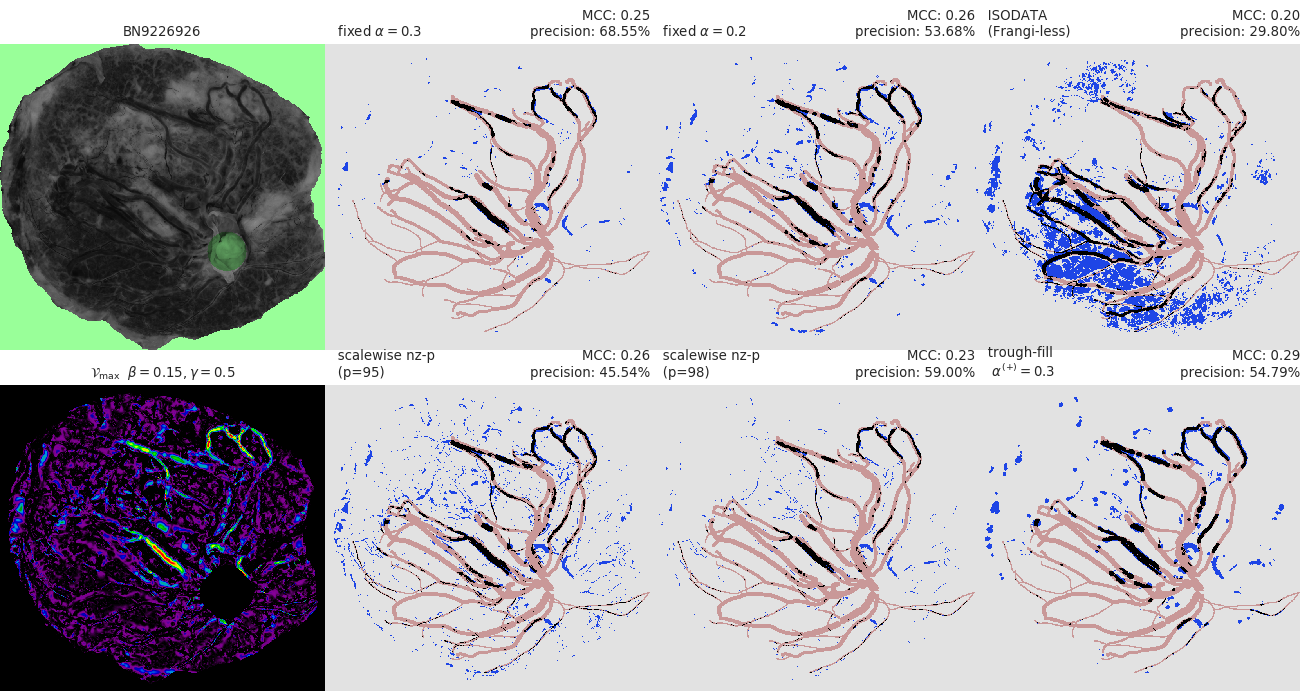 BN9226926
fixed α = 0.3
MCC: 0.25
precision: 68.55%
fixed α = 0.2
MCC: 0.26
precision: 53.68%
ISODATA
(Frangi-less)
MCC: 0.20
precision: 29.80%
𝒱max β = 0.15, γ = 0.5
scalewise nz-p
(p=95)
MCC: 0.26
precision: 45.54%
scalewise nz-p
(p=98)
MCC: 0.23
precision: 59.00%
trough-fill
α(+) = 0.3
MCC: 0.29
precision: 54.79%